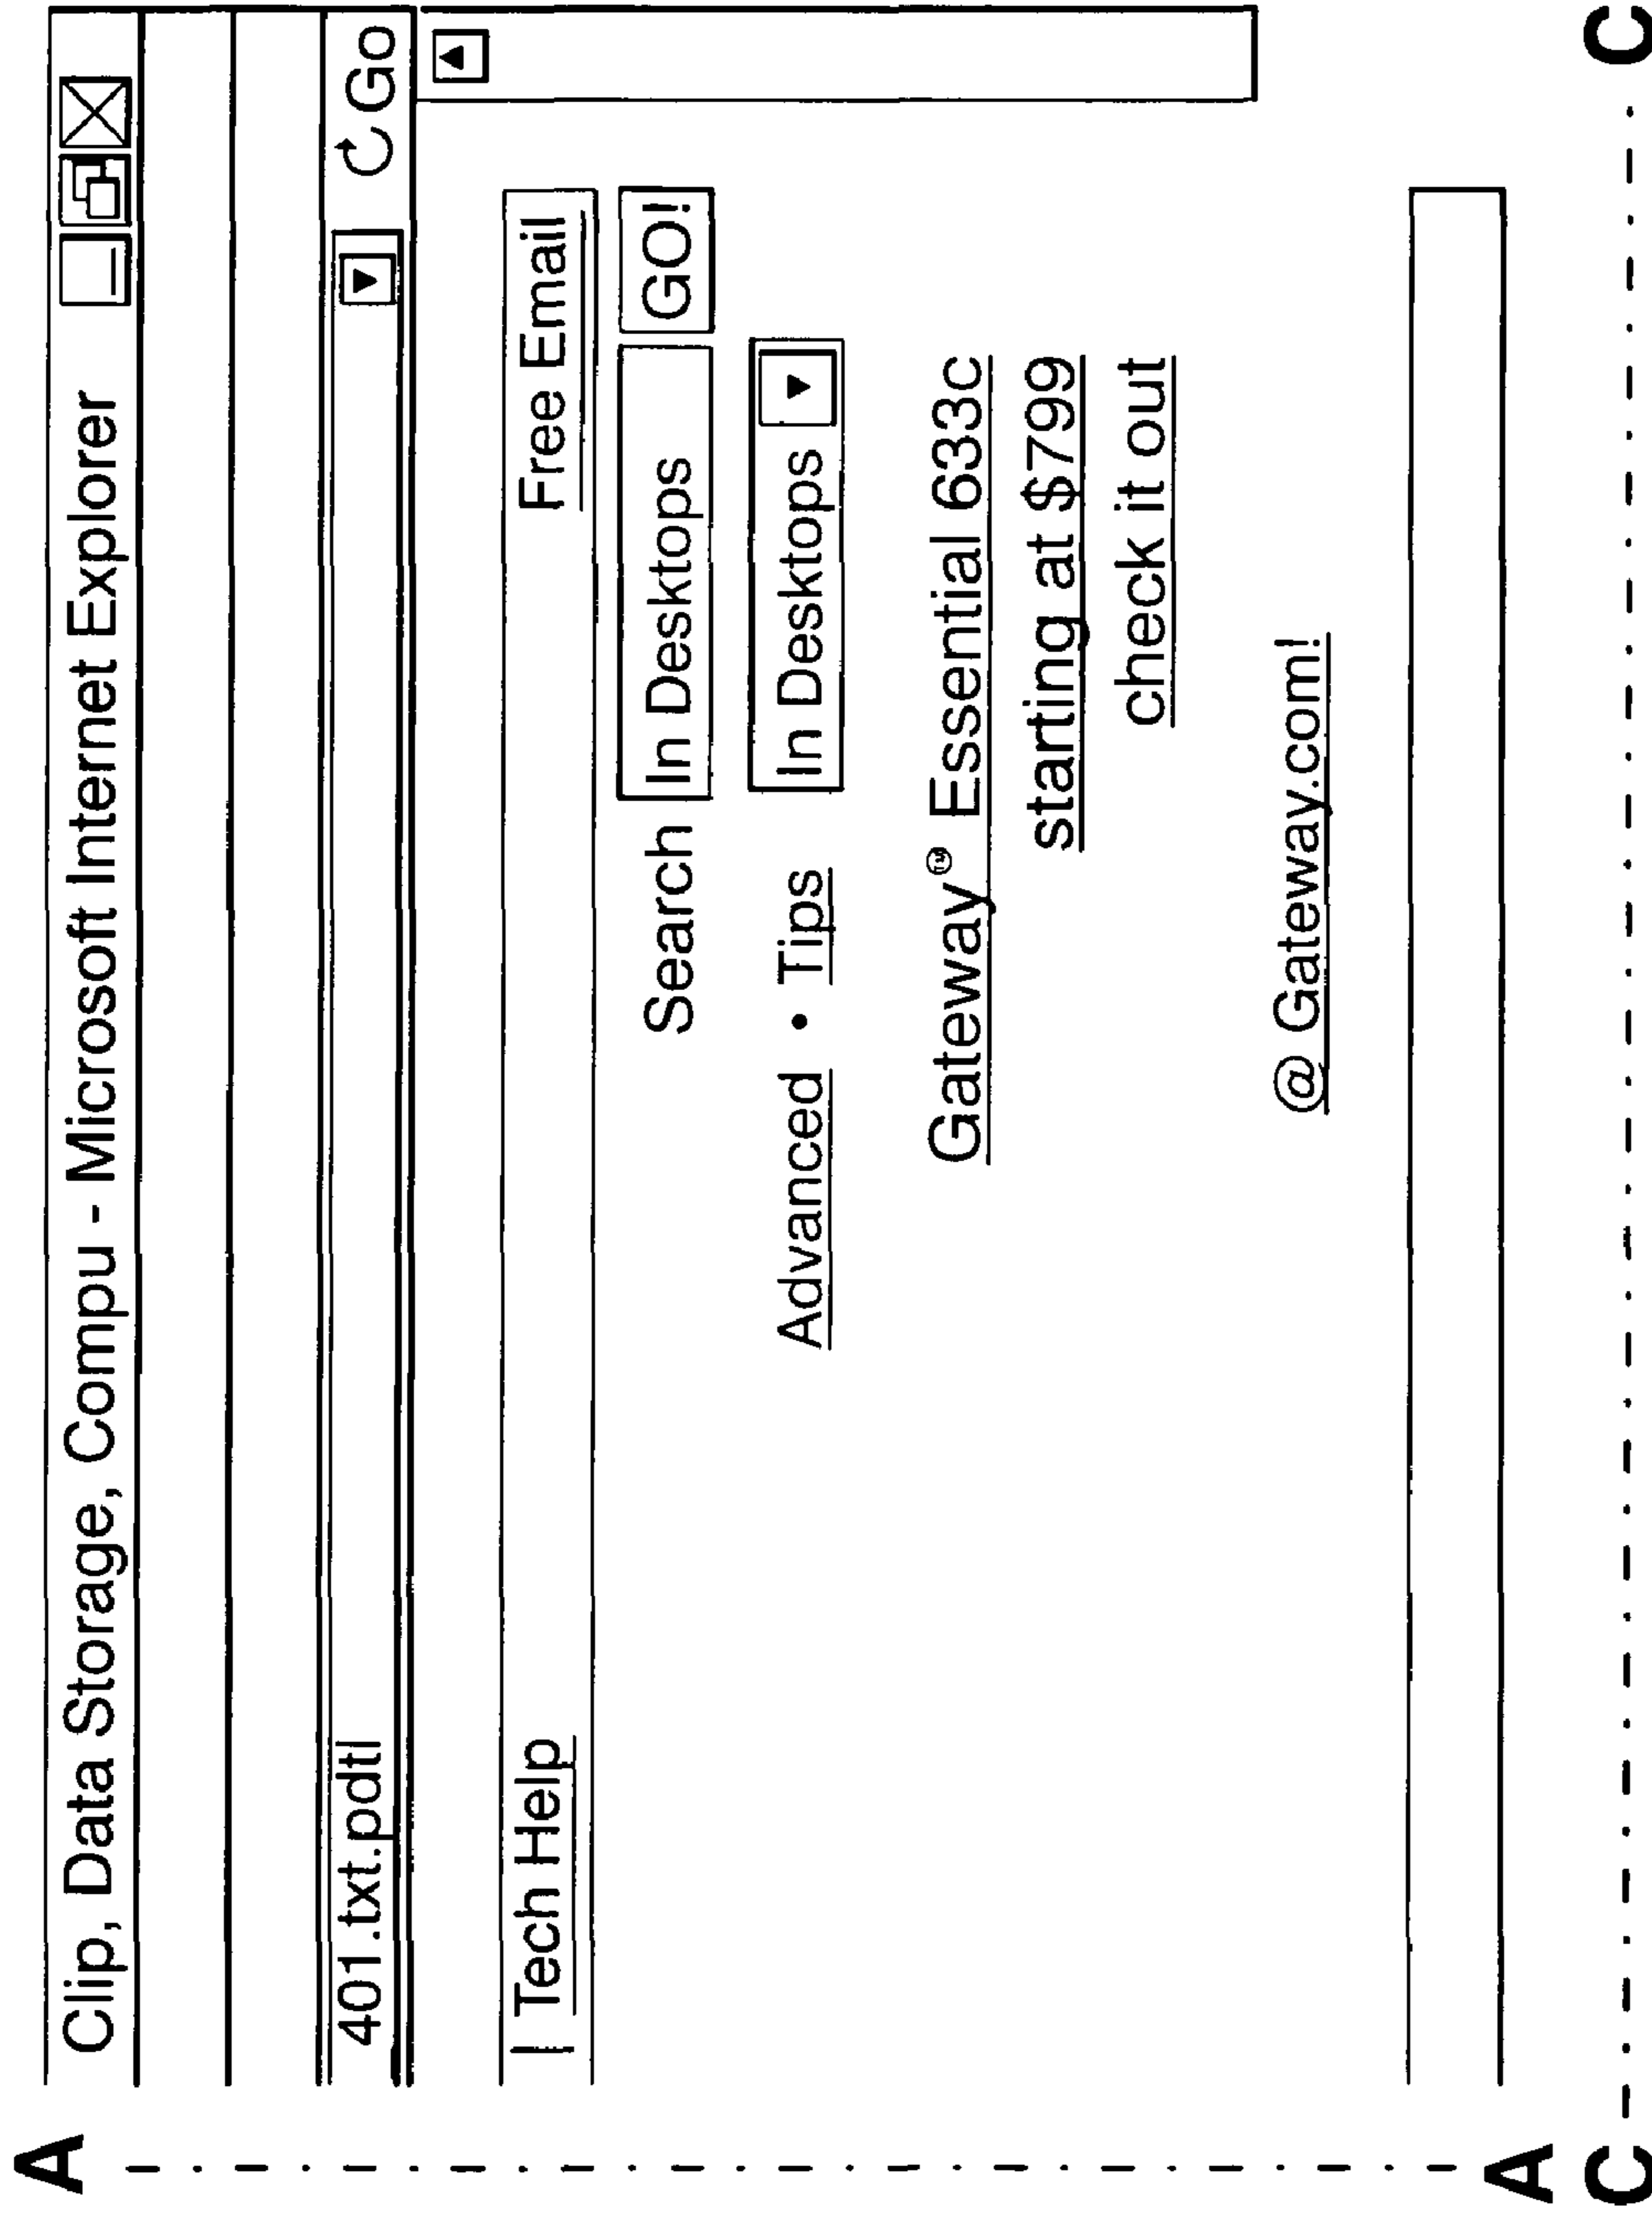 A
Clip, Data Storage, Compu - Microsoft Internet Explorer
401.txt.pdtl Go
| Tech Help Free Email
Search In Desktops GO!
Advanced • Tips In Desktops
Gateway™ Essential 633c
starting at $799
check it out
@ Gateway.com!
A
C C